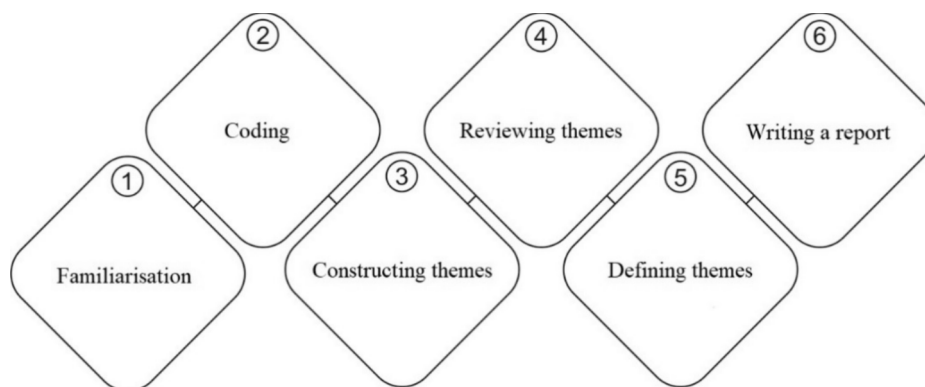 ①
Familiarisation
②
Coding
③
Constructing themes
④
Reviewing themes
⑤
Defining themes
⑥
Writing a report